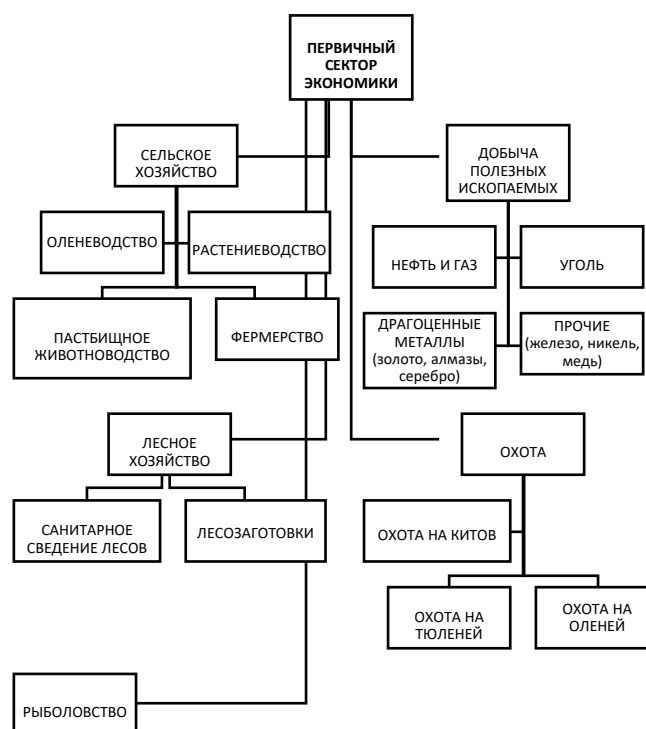 ПЕРВИЧНЫЙ
СЕКТОР
ЭКОНОМИКИ
СЕЛЬСКОЕ
ХОЗЯЙСТВО
ДОБЫЧА
ПОЛЕЗНЫХ
ИСКОПАЕМЫХ
ОЛЕНЕВОДСТВО
РАСТЕНИЕВОДСТВО
НЕФТЬ И ГАЗ
УГОЛЬ
ПАСТБИЩНОЕ
ЖИВОТНОВОДСТВО
ФЕРМЕРСТВО
ДРАГОЦЕННЫЕ
МЕТАЛЛЫ
(золото, алмазы,
серебро)
ПРОЧИЕ
(железо, никель,
медь)
ЛЕСНОЕ
ХОЗЯЙСТВО
ОХОТА
САНИТАРНОЕ
СВЕДЕНИЕ ЛЕСОВ
ЛЕСОЗАГОТОВКИ
ОХОТА НА КИТОВ
ОХОТА НА
ТЮЛЕНЕЙ
ОХОТА НА
ОЛЕНЕЙ
РЫБОЛОВСТВО